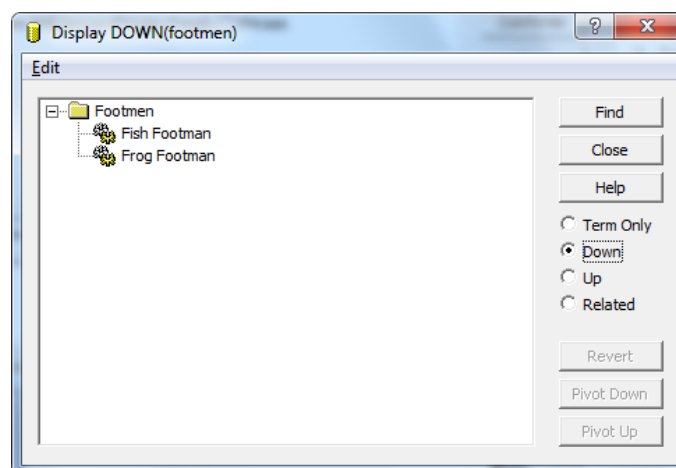 Display DOWN(footmen)
?
X
Edit
Footmen
Fish Footman
Frog Footman
Find
Close
Help
Term Only
Down
Up
Related
Revert
Pivot Down
Pivot Up